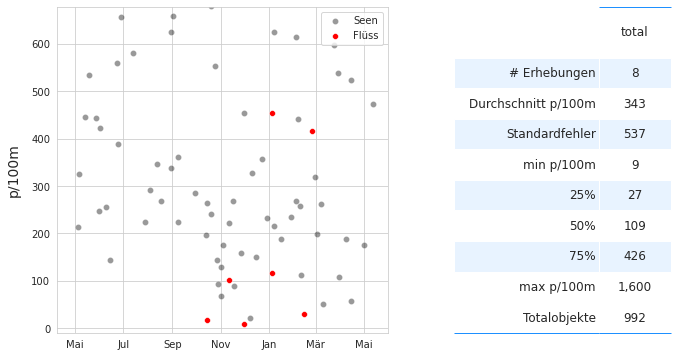 Seen
Flüss
600
500
400
300
200
100
0
p/100m
Mai Jul Sep Nov Jan Mär Mai
total
# Erhebungen 8
Durchschnitt p/100m 343
Standardfehler 537
min p/100m 9
25% 27
50% 109
75% 426
max p/100m 1,600
Totalobjekte 992